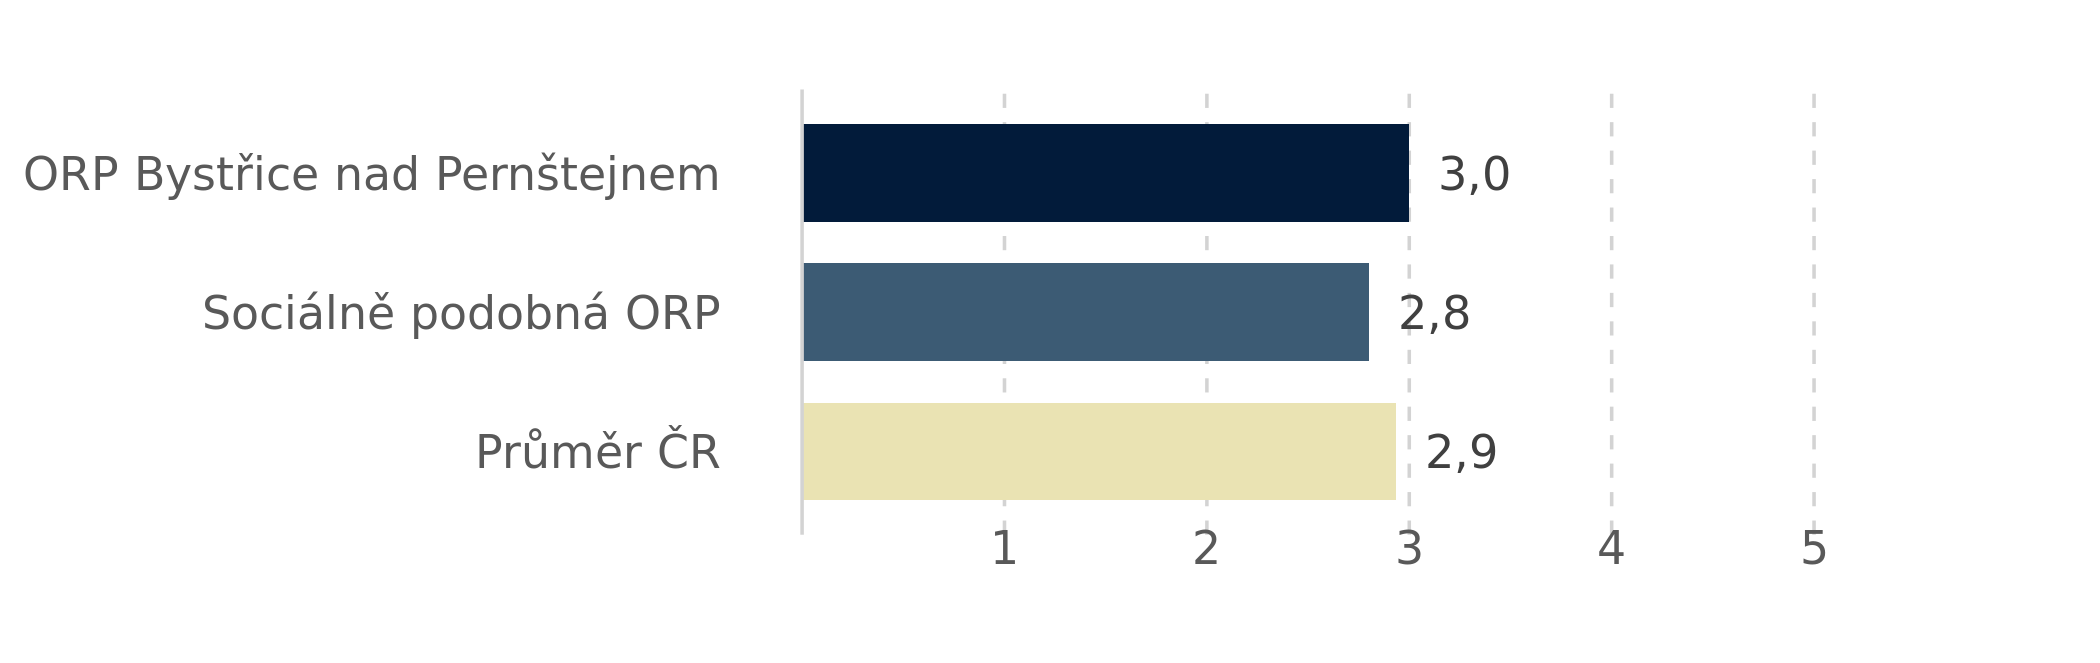 ORP Bystřice nad Pernštejnem 3,0
Sociálně podobná ORP 2,8
Průměr ČR 2,9
1 2 3 4 5